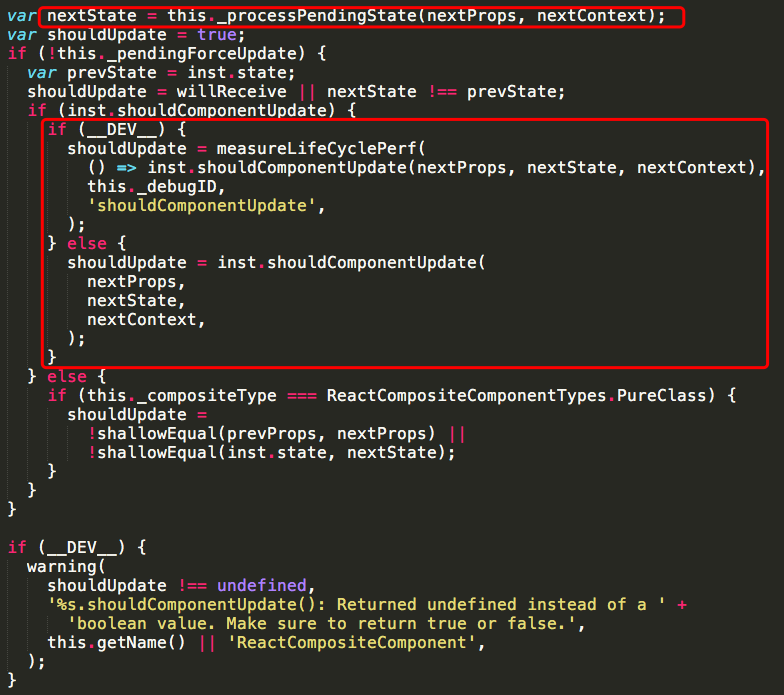 var nextState = this._processPendingState(nextProps, nextContext);
var shouldUpdate = true;
if (!this._pendingForceUpdate) {
  var prevState = inst.state;
  shouldUpdate = willReceive || nextState !== prevState;
  if (inst.shouldComponentUpdate) {
    if (__DEV__) {
      shouldUpdate = measureLifeCyclePerf(
        () => inst.shouldComponentUpdate(nextProps, nextState, nextContext),
        this._debugID,
        'shouldComponentUpdate',
      );
    } else {
      shouldUpdate = inst.shouldComponentUpdate(
        nextProps,
        nextState,
        nextContext,
      );
    }
  } else {
    if (this._compositeType === ReactCompositeComponentTypes.PureClass) {
      shouldUpdate =
        !shallowEqual(prevProps, nextProps) ||
        !shallowEqual(inst.state, nextState);
    }
  }
}

if (__DEV__) {
  warning(
    shouldUpdate !== undefined,
    '%s.shouldComponentUpdate(): Returned undefined instead of a ' +
      'boolean value. Make sure to return true or false.',
    this.getName() || 'ReactCompositeComponent',
  );
}